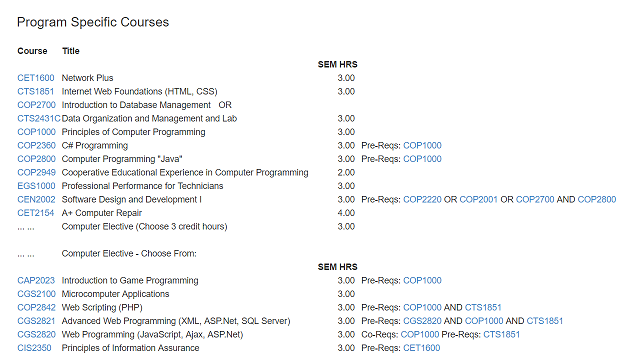 Program Specific Courses
Course Title
SEM HRS
CET1600 Network Plus 3.00
CTS1851 Internet Web Foundations (HTML, CSS) 3.00
COP2700 Introduction to Database Management OR
CTS2431C Data Organization and Management and Lab 3.00
COP1000 Principles of Computer Programming 3.00
COP2360 C# Programming 3.00 Pre-Reqs: COP1000
COP2800 Computer Programming "Java" 3.00 Pre-Reqs: COP1000
COP2949 Cooperative Educational Experience in Computer Programming 2.00
EGS1000 Professional Performance for Technicians 3.00
CEN2002 Software Design and Development I 3.00 Pre-Reqs: COP2220 OR COP2001 OR COP2700 AND COP2800
CET2154 A+ Computer Repair 4.00
... ... Computer Elective (Choose 3 credit hours) 3.00
... ... Computer Elective - Choose From:
SEM HRS
CAP2023 Introduction to Game Programming 3.00 Pre-Reqs: COP1000
CGS2100 Microcomputer Applications 3.00
COP2842 Web Scripting (PHP) 3.00 Pre-Reqs: COP1000 AND CTS1851
CGS2821 Advanced Web Programming (XML, ASP.Net, SQL Server) 3.00 Pre-Reqs: CGS2820 AND COP1000 AND CTS1851
CGS2820 Web Programming (JavaScript, Ajax, ASP.Net) 3.00 Co-Reqs: COP1000 Pre-Reqs: CTS1851
CIS2350 Principles of Information Assurance 3.00 Pre-Reqs: CET1600